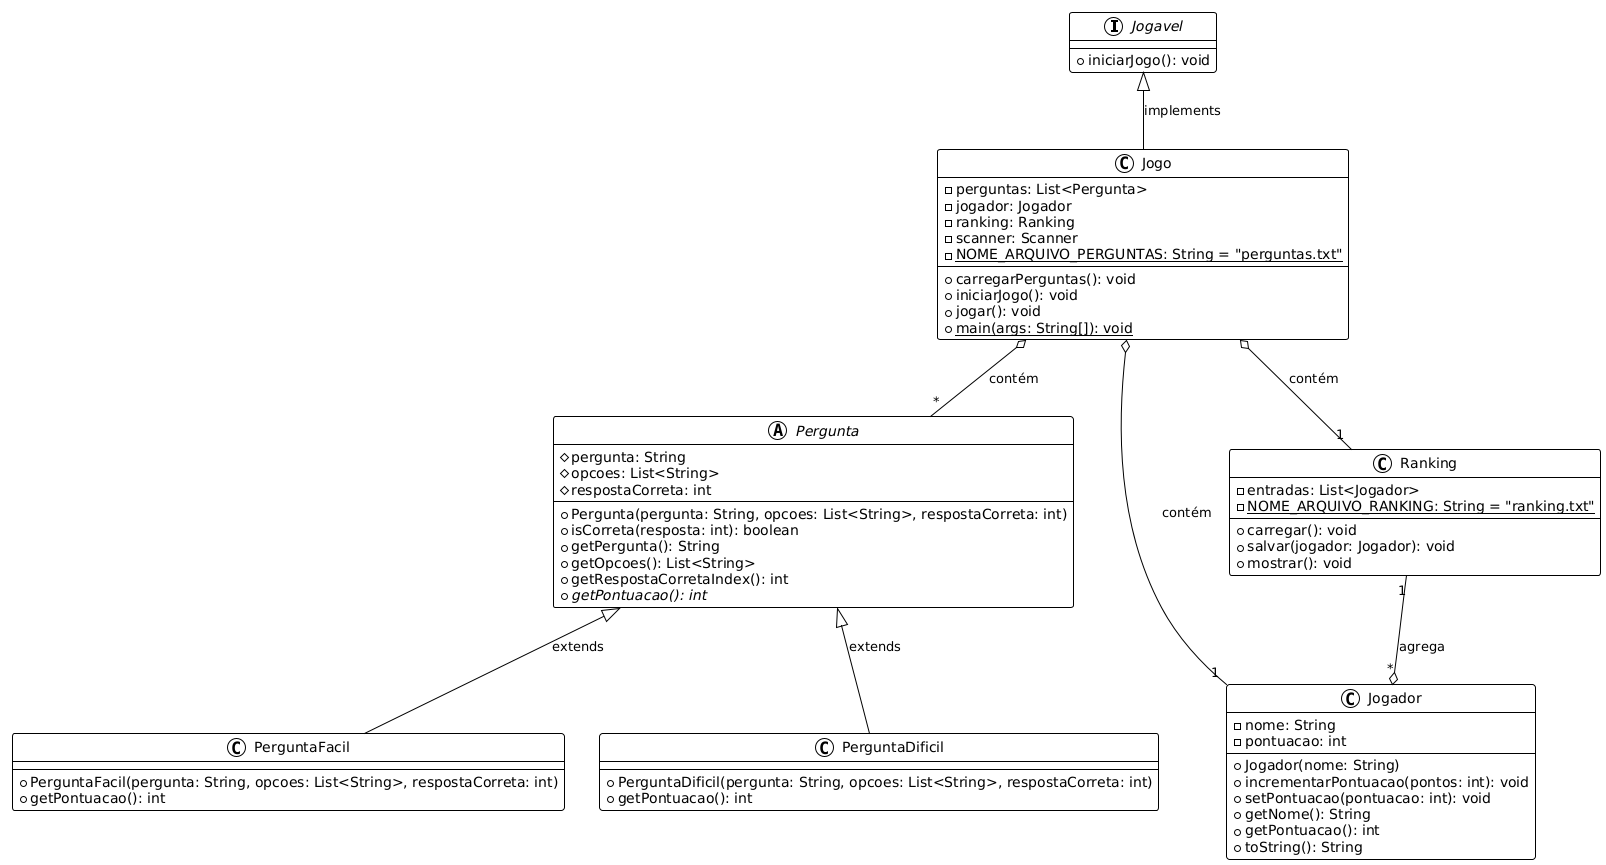 I Jogavel
iniciarJogo(): void
implements
C Jogo
perguntas: List<Pergunta>
jogador: Jogador
ranking: Ranking
scanner: Scanner
NOME_ARQUIVO_PERGUNTAS: String = "perguntas.txt"
carregarPerguntas(): void
iniciarJogo(): void
jogar(): void
main(args: String[]): void
contém
*
contém
1
contém
1
A Pergunta
pergunta: String
opcoes: List<String>
respostaCorreta: int
Pergunta(pergunta: String, opcoes: List<String>, respostaCorreta: int)
isCorreta(resposta: int): boolean
getPergunta(): String
getOpcoes(): List<String>
getRespostaCorretaIndex(): int
getPontuacao(): int
C Ranking
entradas: List<Jogador>
NOME_ARQUIVO_RANKING: String = "ranking.txt"
carregar(): void
salvar(jogador: Jogador): void
mostrar(): void
1
agrega
*
extends
extends
C PerguntaFacil
PerguntaFacil(pergunta: String, opcoes: List<String>, respostaCorreta: int)
getPontuacao(): int
C PerguntaDificil
PerguntaDificil(pergunta: String, opcoes: List<String>, respostaCorreta: int)
getPontuacao(): int
C Jogador
nome: String
pontuacao: int
Jogador(nome: String)
incrementarPontuacao(pontos: int): void
setPontuacao(pontuacao: int): void
getNome(): String
getPontuacao(): int
toString(): String